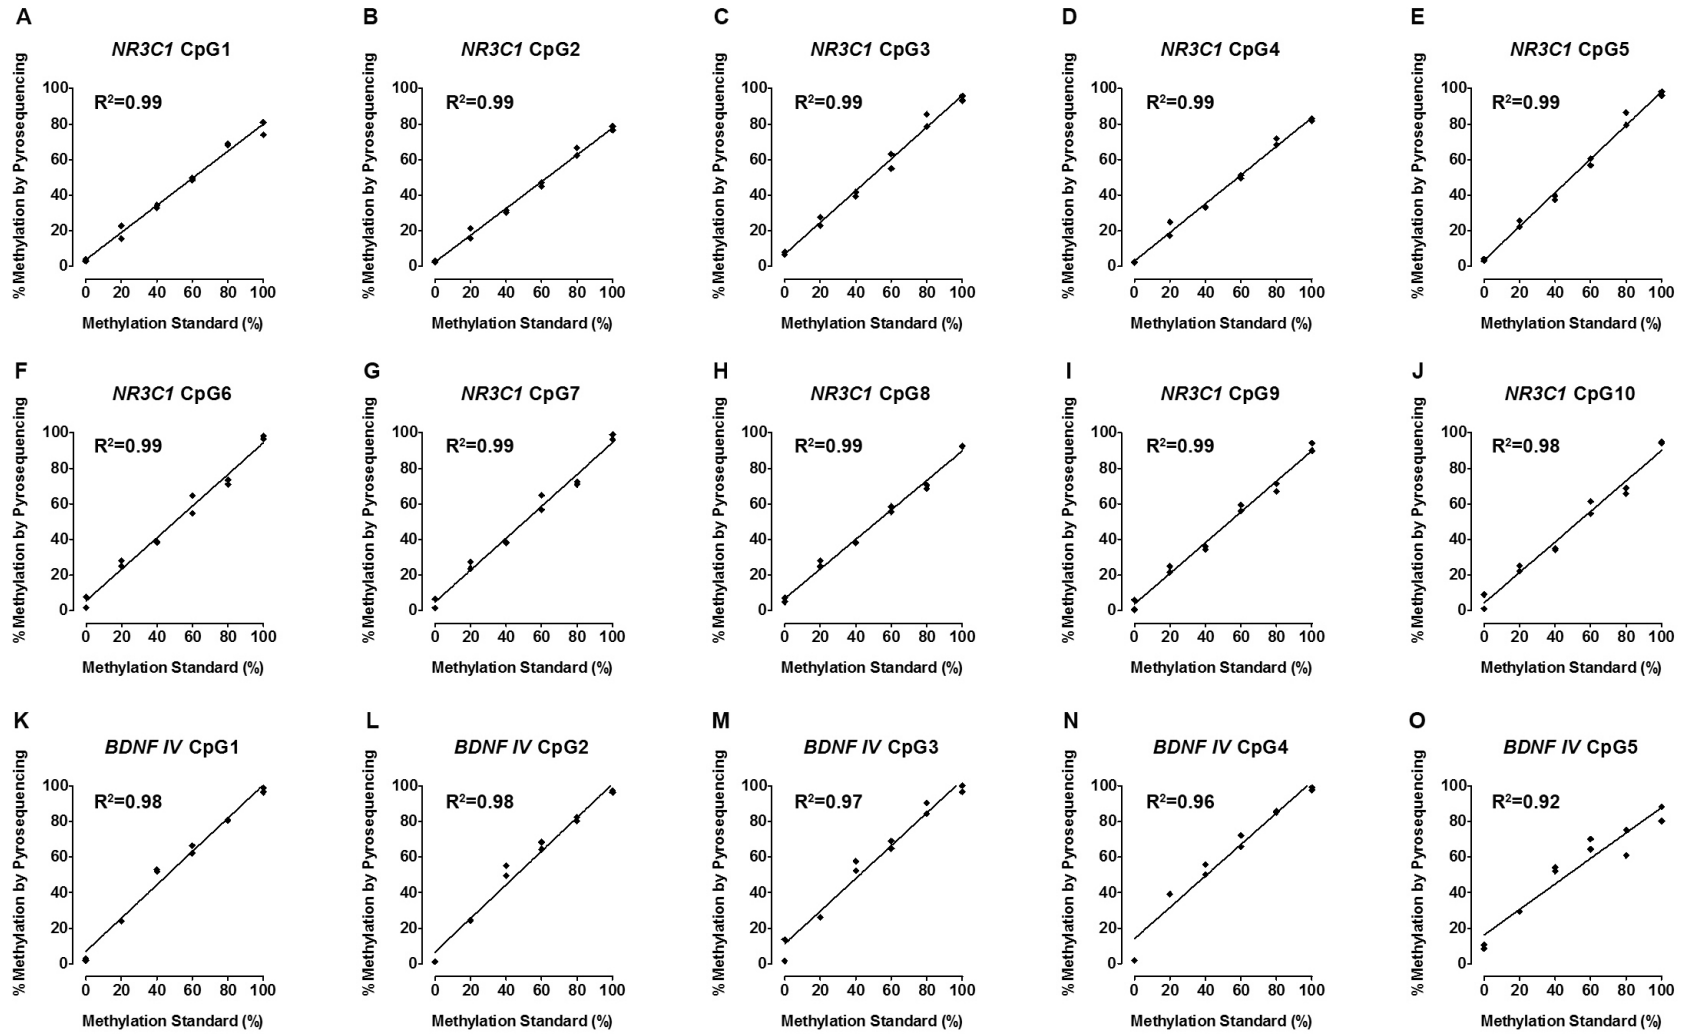 A B C D E
NR3C1 CpG1 NR3C1 CpG2 NR3C1 CpG3 NR3C1 CpG4 NR3C1 CpG5
% Methylation by Pyrosequencing % Methylation by Pyrosequencing % Methylation by Pyrosequencing % Methylation by Pyrosequencing % Methylation by Pyrosequencing
100 100 100 100 100
R²=0.99 R²=0.99 R²=0.99 R²=0.99 R²=0.99
80 80 80 80 80
60 60 60 60 60
40 40 40 40 40
20 20 20 20 20
0 0 0 0 0
0 20 40 60 80 100 0 20 40 60 80 100 0 20 40 60 80 100 0 20 40 60 80 100 0 20 40 60 80 100
Methylation Standard (%) Methylation Standard (%) Methylation Standard (%) Methylation Standard (%) Methylation Standard (%)
F G H I J
NR3C1 CpG6 NR3C1 CpG7 NR3C1 CpG8 NR3C1 CpG9 NR3C1 CpG10
% Methylation by Pyrosequencing % Methylation by Pyrosequencing % Methylation by Pyrosequencing % Methylation by Pyrosequencing % Methylation by Pyrosequencing
100 100 100 100 100
R²=0.99 R²=0.99 R²=0.99 R²=0.99 R²=0.98
80 80 80 80 80
60 60 60 60 60
40 40 40 40 40
20 20 20 20 20
0 0 0 0 0
0 20 40 60 80 100 0 20 40 60 80 100 0 20 40 60 80 100 0 20 40 60 80 100 0 20 40 60 80 100
Methylation Standard (%) Methylation Standard (%) Methylation Standard (%) Methylation Standard (%) Methylation Standard (%)
K L M N O
BDNF IV CpG1 BDNF IV CpG2 BDNF IV CpG3 BDNF IV CpG4 BDNF IV CpG5
% Methylation by Pyrosequencing % Methylation by Pyrosequencing % Methylation by Pyrosequencing % Methylation by Pyrosequencing % Methylation by Pyrosequencing
100 100 100 100 100
R²=0.98 R²=0.98 R²=0.97 R²=0.96 R²=0.92
80 80 80 80 80
60 60 60 60 60
40 40 40 40 40
20 20 20 20 20
0 0 0 0 0
0 20 40 60 80 100 0 20 40 60 80 100 0 20 40 60 80 100 0 20 40 60 80 100 0 20 40 60 80 100
Methylation Standard (%) Methylation Standard (%) Methylation Standard (%) Methylation Standard (%) Methylation Standard (%)